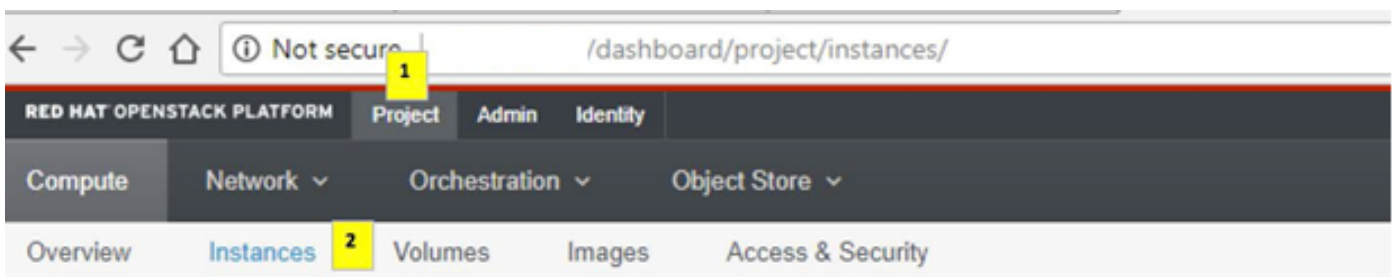 Not secure /dashboard/project/instances/
1
RED HAT OPENSTACK PLATFORM Project Admin Identity
Compute Network Orchestration Object Store
Overview Instances 2 Volumes Images Access & Security